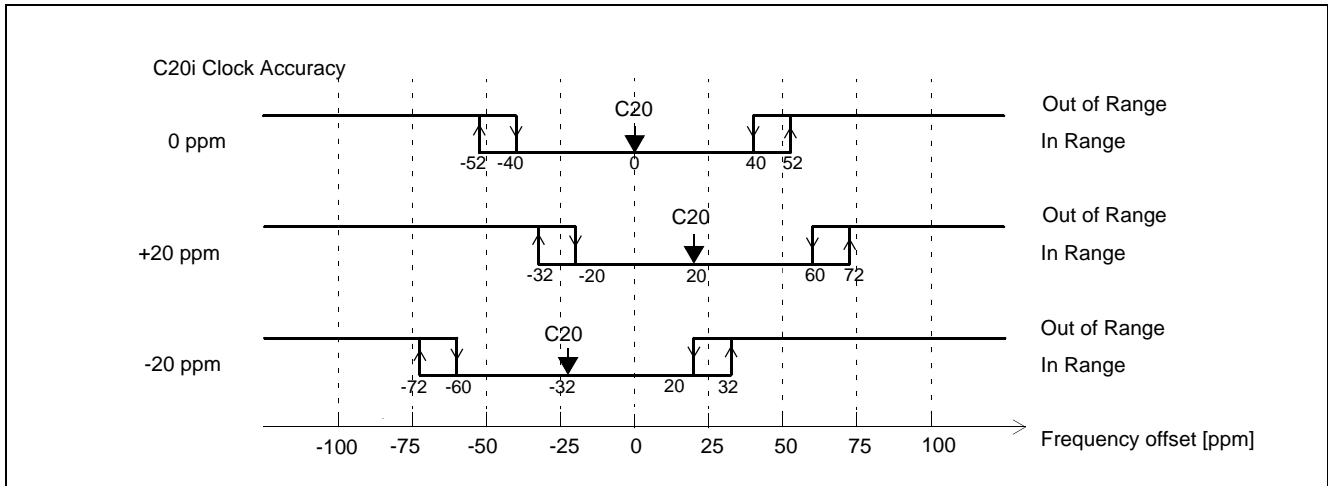 C20i Clock Accuracy
C20
Out of Range
0 ppm
In Range
-52 -40 0 40 52
C20
Out of Range
+20 ppm
In Range
-32 -20 20 60 72
C20
Out of Range
-20 ppm
In Range
-72 -60 -32 20 32
-100 -75 -50 -25 0 25 50 75 100
Frequency offset [ppm]